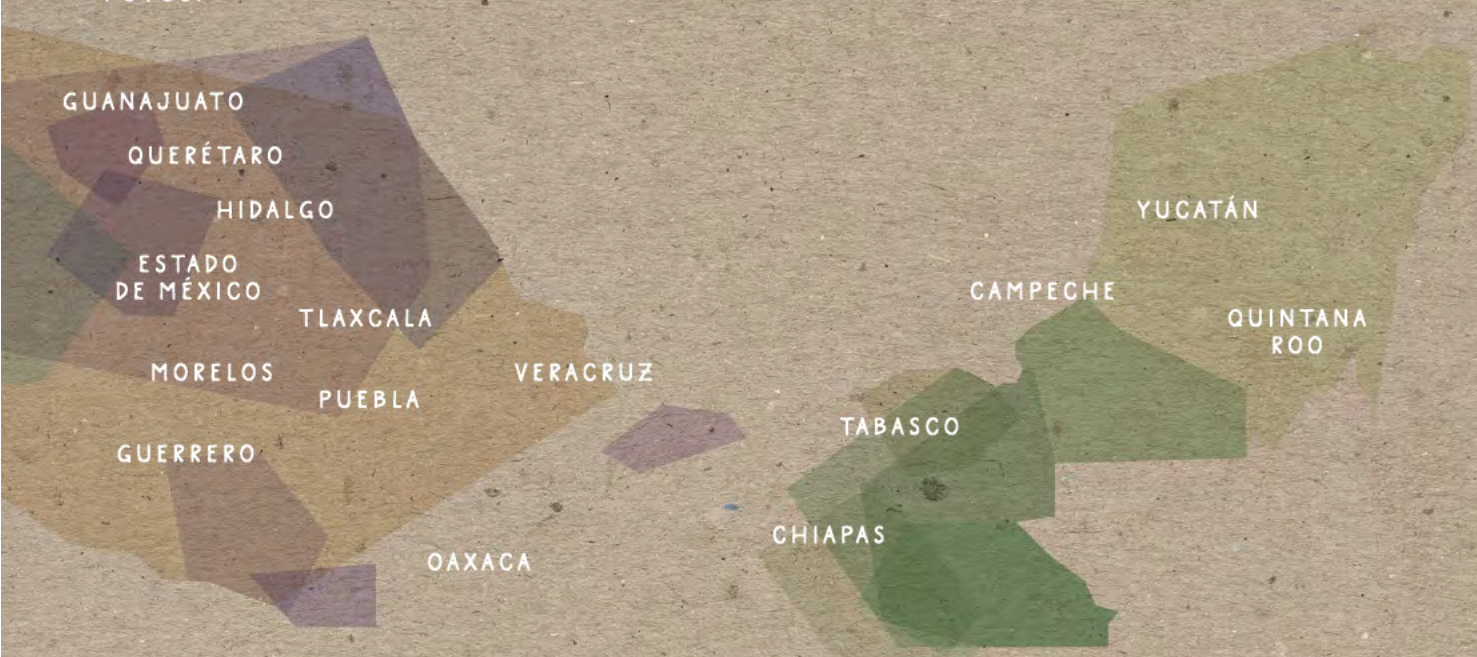 GUANAJUATO
QUERÉTARO
HIDALGO
YUCATÁN
ESTADO
DE MÉXICO
CAMPECHE
TLAXCALA
QUINTANA
ROO
MORELOS
VERACRUZ
PUEBLA
TABASCO
GUERRERO
CHIAPAS
OAXACA